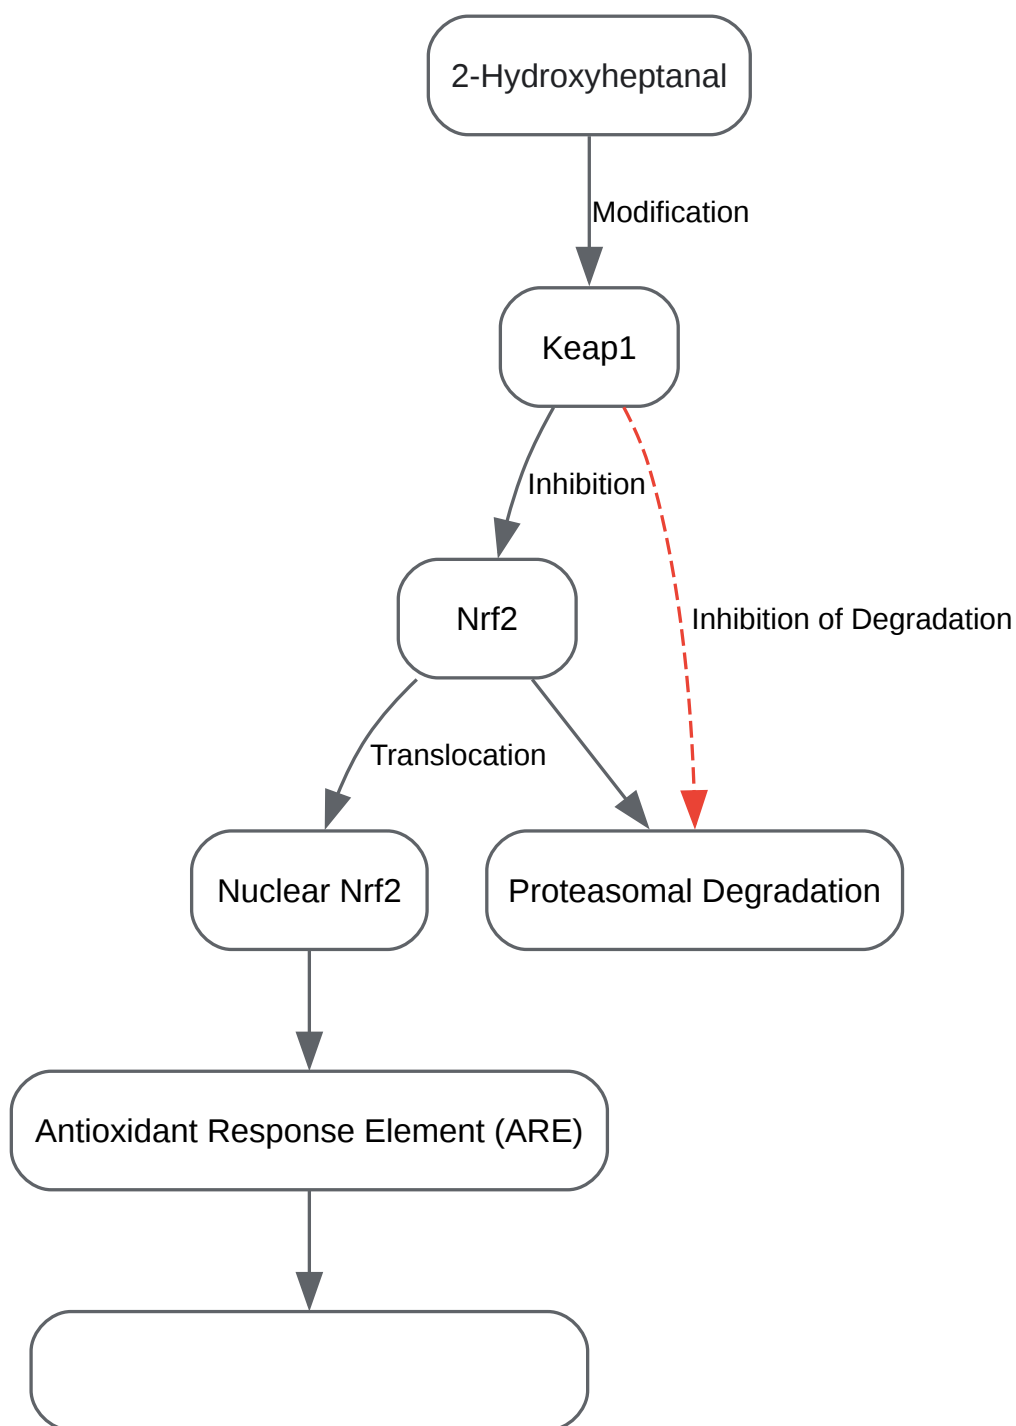 2-Hydroxyheptanal
Modification
Keap1
Inhibition
Nrf2
Inhibition of Degradation
Translocation
Nuclear Nrf2
Proteasomal Degradation
Antioxidant Response Element (ARE)